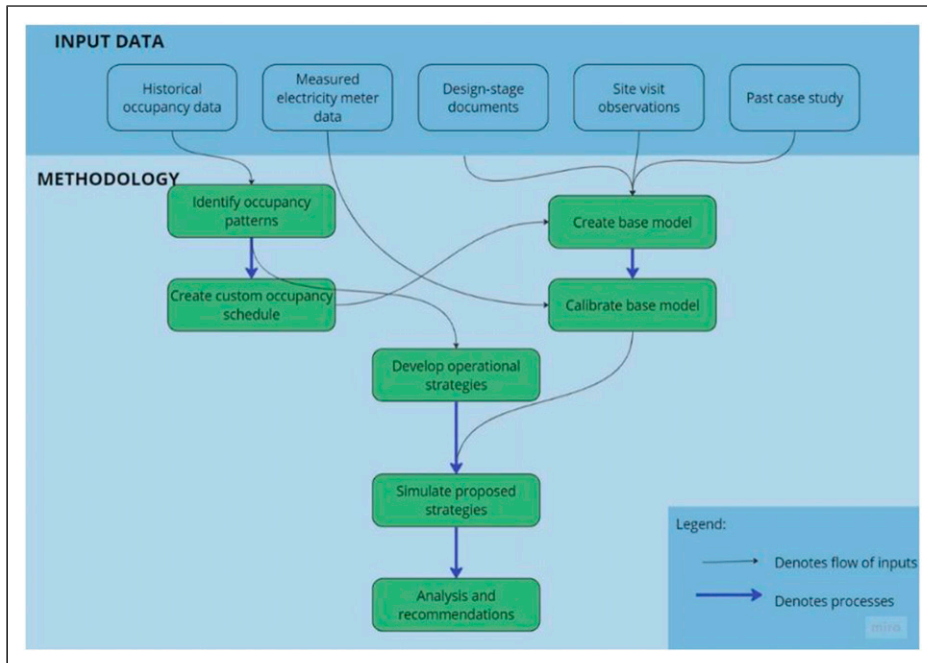 INPUT DATA
Historical
occupancy data
Measured
electricity meter
data
Design-stage
documents
Site visit
observations
Past case study
METHODOLOGY
Identify occupancy
patterns
Create base model
Create custom occupancy
schedule
Calibrate base model
Develop operational
strategies
Simulate proposed
strategies
Analysis and
recommendations
Legend:
Denotes flow of inputs
Denotes processes
miro